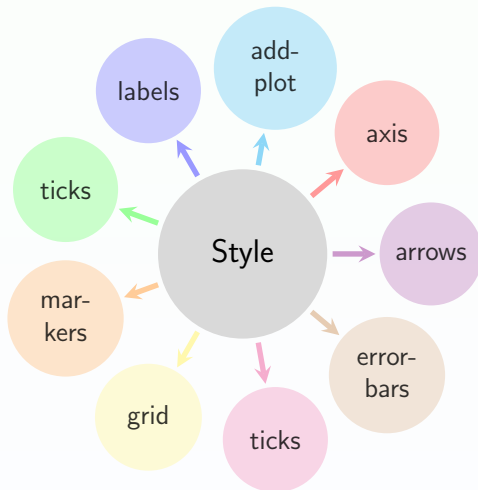 add-
plot
labels
axis
ticks
Style
arrows
mar-
kers
error-
bars
grid
ticks